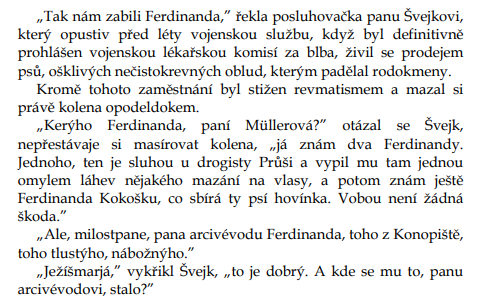 „Tak nám zabili Ferdinanda,” řekla posluhovačka panu Švejkovi,
který opustiv před léty vojenskou službu, když byl definitivně
prohlášen vojenskou lékařskou komisí za blba, živil se prodejem
psů, ošklivých nečistokrevných oblud, kterým padělal rodokmeny.
Kromě tohoto zaměstnání byl stižen revmatismem a mazal si
právě kolena opodeldokem.
„Kerýho Ferdinanda, paní Müllerová?” otázal se Švejk,
nepřestávaje si masírovat kolena, „já znám dva Ferdinandy.
Jednoho, ten je sluhou u drogisty Průši a vypil mu tam jednou
omylem láhev nějakého mazání na vlasy, a potom znám ještě
Ferdinanda Kokošku, co sbírá ty psí hovínka. Vobou není žádná
škoda.”
„Ale, milostpane, pana arcivévodu Ferdinanda, toho z Konopiště,
toho tlustýho, nábožnýho.”
„Ježíšmarjá,” vykřikl Švejk, „to je dobrý. A kde se mu to, panu
arcivévodovi, stalo?”